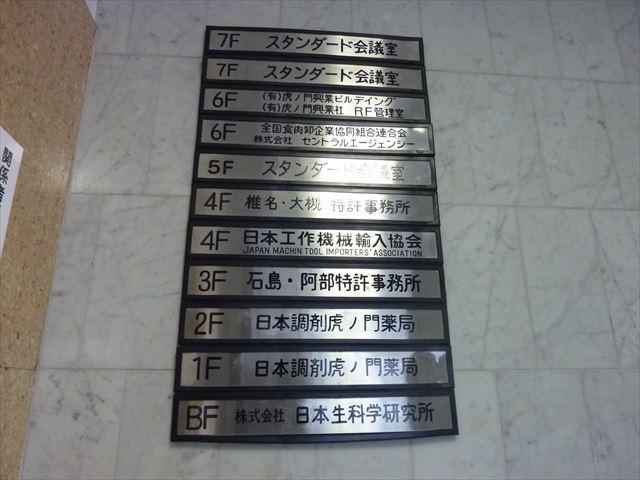 7F スタンダード会議室
7F スタンダード会議室
6F (有)虎ノ門興業ビルディング
(有)虎ノ門興業社 RF管理室
6F 全国食肉卸企業協同組合連合会
株式会社 セントラルエージェンシー
5F スタンダード会議室
4F 椎名・大槻 特許事務所
4F 日本工作機械輸入協会
JAPAN MACHIN TOOL IMPORTERS' ASSOCIATION
3F 石島・阿部特許事務所
2F 日本調剤虎ノ門薬局
1F 日本調剤虎ノ門薬局
BF 株式会社 日本生科学研究所
関係者